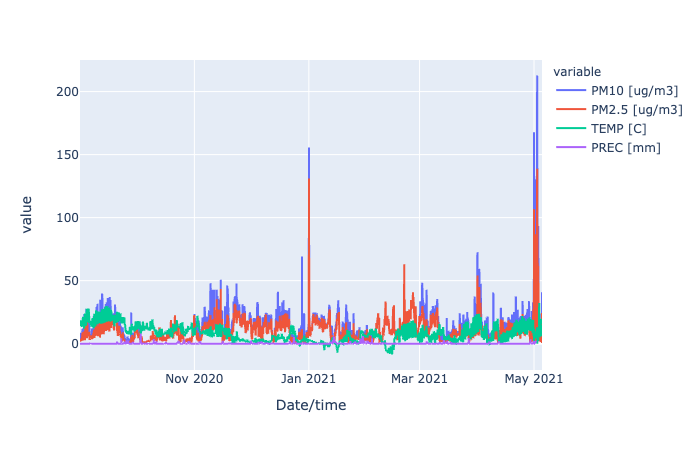 variable
PM10 [ug/m3]
PM2.5 [ug/m3]
TEMP [C]
PREC [mm]
200
150
100
50
0
value
Nov 2020
Jan 2021
Mar 2021
May 2021
Date/time